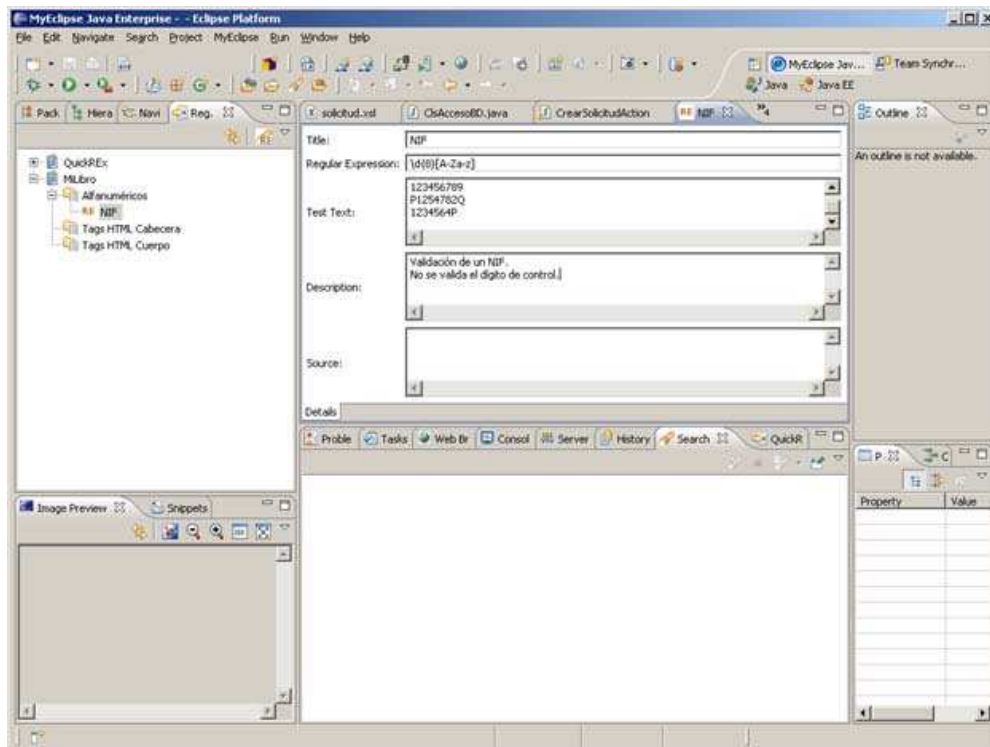 MyEclipse Java Enterprise - - Eclipse Platform
File Edit Navigate Search Project MyEclipse Run Window Help
MyEclipse Jav... Team Synchr...
Java Java EE
Pack Hiera Navi Reg.
solicitud.xsl ClsAccesoBD.java CrearSolicitudAction NIF 4
Outline
QuickREx
MiLibro
Alfanuméricos
NIF
Tags HTML Cabecera
Tags HTML Cuerpo
Title: NIF
Regular Expression: \d{8}[A-Za-z]
Test Text:
123456789
P1254782Q
1234564P
Description:
Validación de un NIF.
No se valida el dígito de control.
Source:
Details
An outline is not available.
Proble Tasks Web Br Consol Server History Search QuickR
P C
Property Value
Image Preview Snippets